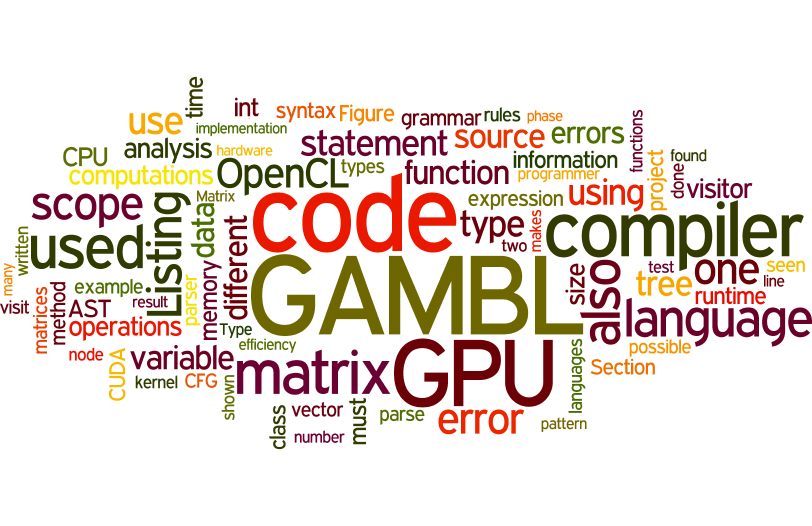 time
int
syntax
Figure
use
implementation
grammar
rules
phase
functions
CPU
analysis
hardware
statement
source
errors
computations
OpenCL
types
function
information
programmer
project
found
done
visitor
scope
Matrix
code
expression
using
Listing
data
different
type
two
makes
compiler
many
written
used
GAMBL
size
also
test
one
seen
line
visit
matrices
method
example
AST
result
parser
memory
tree
runtime
operations
Type
language
node
variable
efficiency
matrix
GPU
languages
possible
Section
CUDA
kernel
CFG
shown
class
vector
must
parse
error
pattern
number